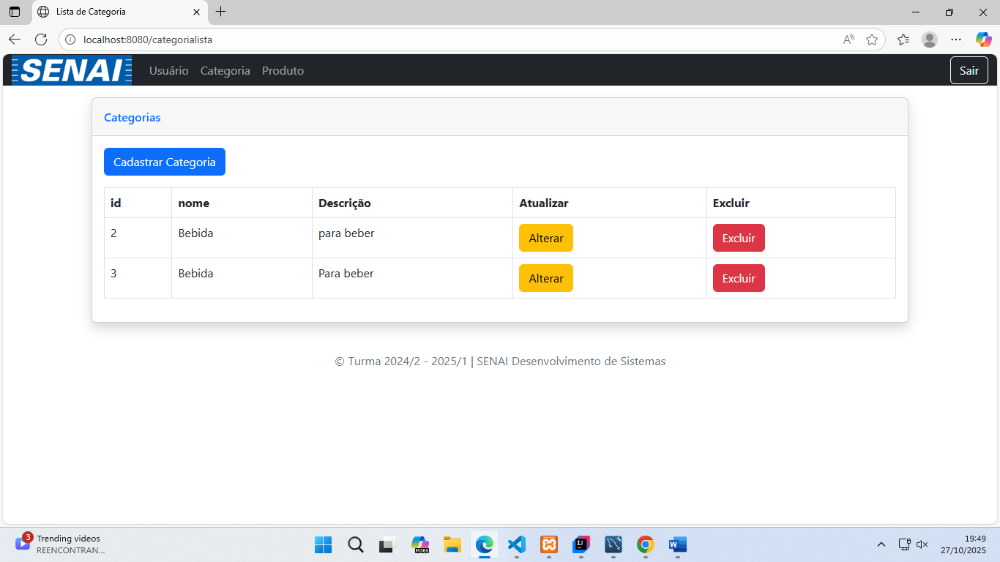 Lista de Categoria
localhost:8080/categorialista
SENAI Usuário Categoria Produto Sair
Categorias
Cadastrar Categoria
id nome Descrição Atualizar Excluir
2 Bebida para beber Alterar Excluir
3 Bebida Para beber Alterar Excluir
© Turma 2024/2 - 2025/1 | SENAI Desenvolvimento de Sistemas
3 Trending videos
REENCONTRAN...
M365
19:49
27/10/2025